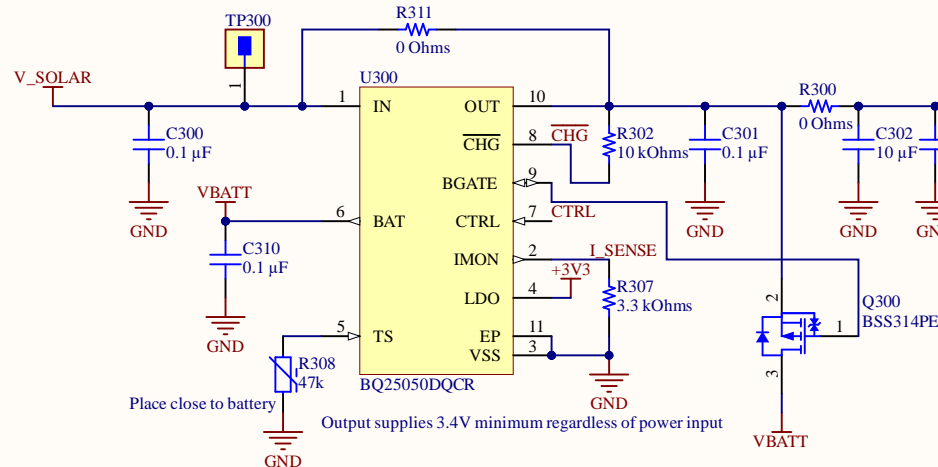 TP300
1
R311
0 Ohms
V_SOLAR
U300
1
IN
OUT
10
R300
0 Ohms
C300
0.1 µF
CHG
8
CHG
R302
10 kOhms
C301
0.1 µF
C302
10 µF
BGATE
9
VBATT
6
BAT
CTRL
7
CTRL
C310
0.1 µF
IMON
2
I_SENSE
+3V3
LDO
4
R307
3.3 kOhms
GND
GND
GND
GND
GND
2
Q300
BSS314PE
1
3
5
TS
EP
11
VSS
3
R308
47k
BQ25050DQCR
Place close to battery
GND
Output supplies 3.4V minimum regardless of power input
GND
VBATT